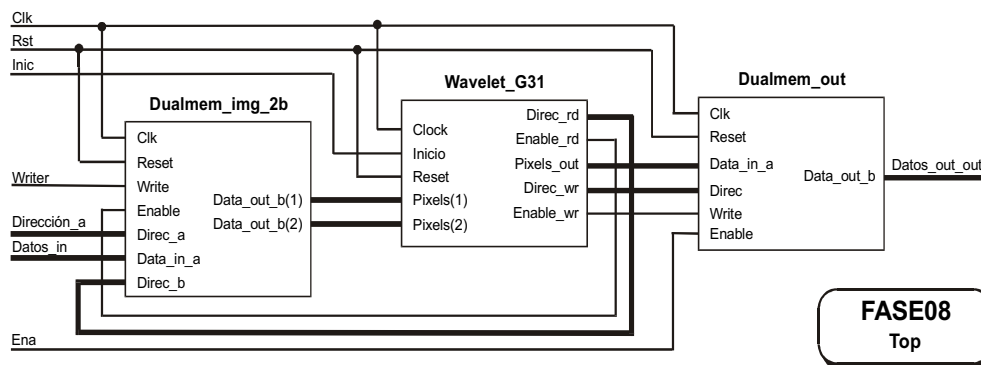 Clk
Rst
Inic
Writer
Dirección_a
Datos_in
Ena
Dualmem_img_2b
Clk
Reset
Write
Enable
Direc_a
Data_in_a
Direc_b
Data_out_b(1)
Data_out_b(2)
Wavelet_G31
Clock
Inicio
Reset
Pixels(1)
Pixels(2)
Direc_rd
Enable_rd
Pixels_out
Direc_wr
Enable_wr
Dualmem_out
Clk
Reset
Data_in_a
Direc
Write
Enable
Data_out_b
Datos_out_out
FASE08
Top